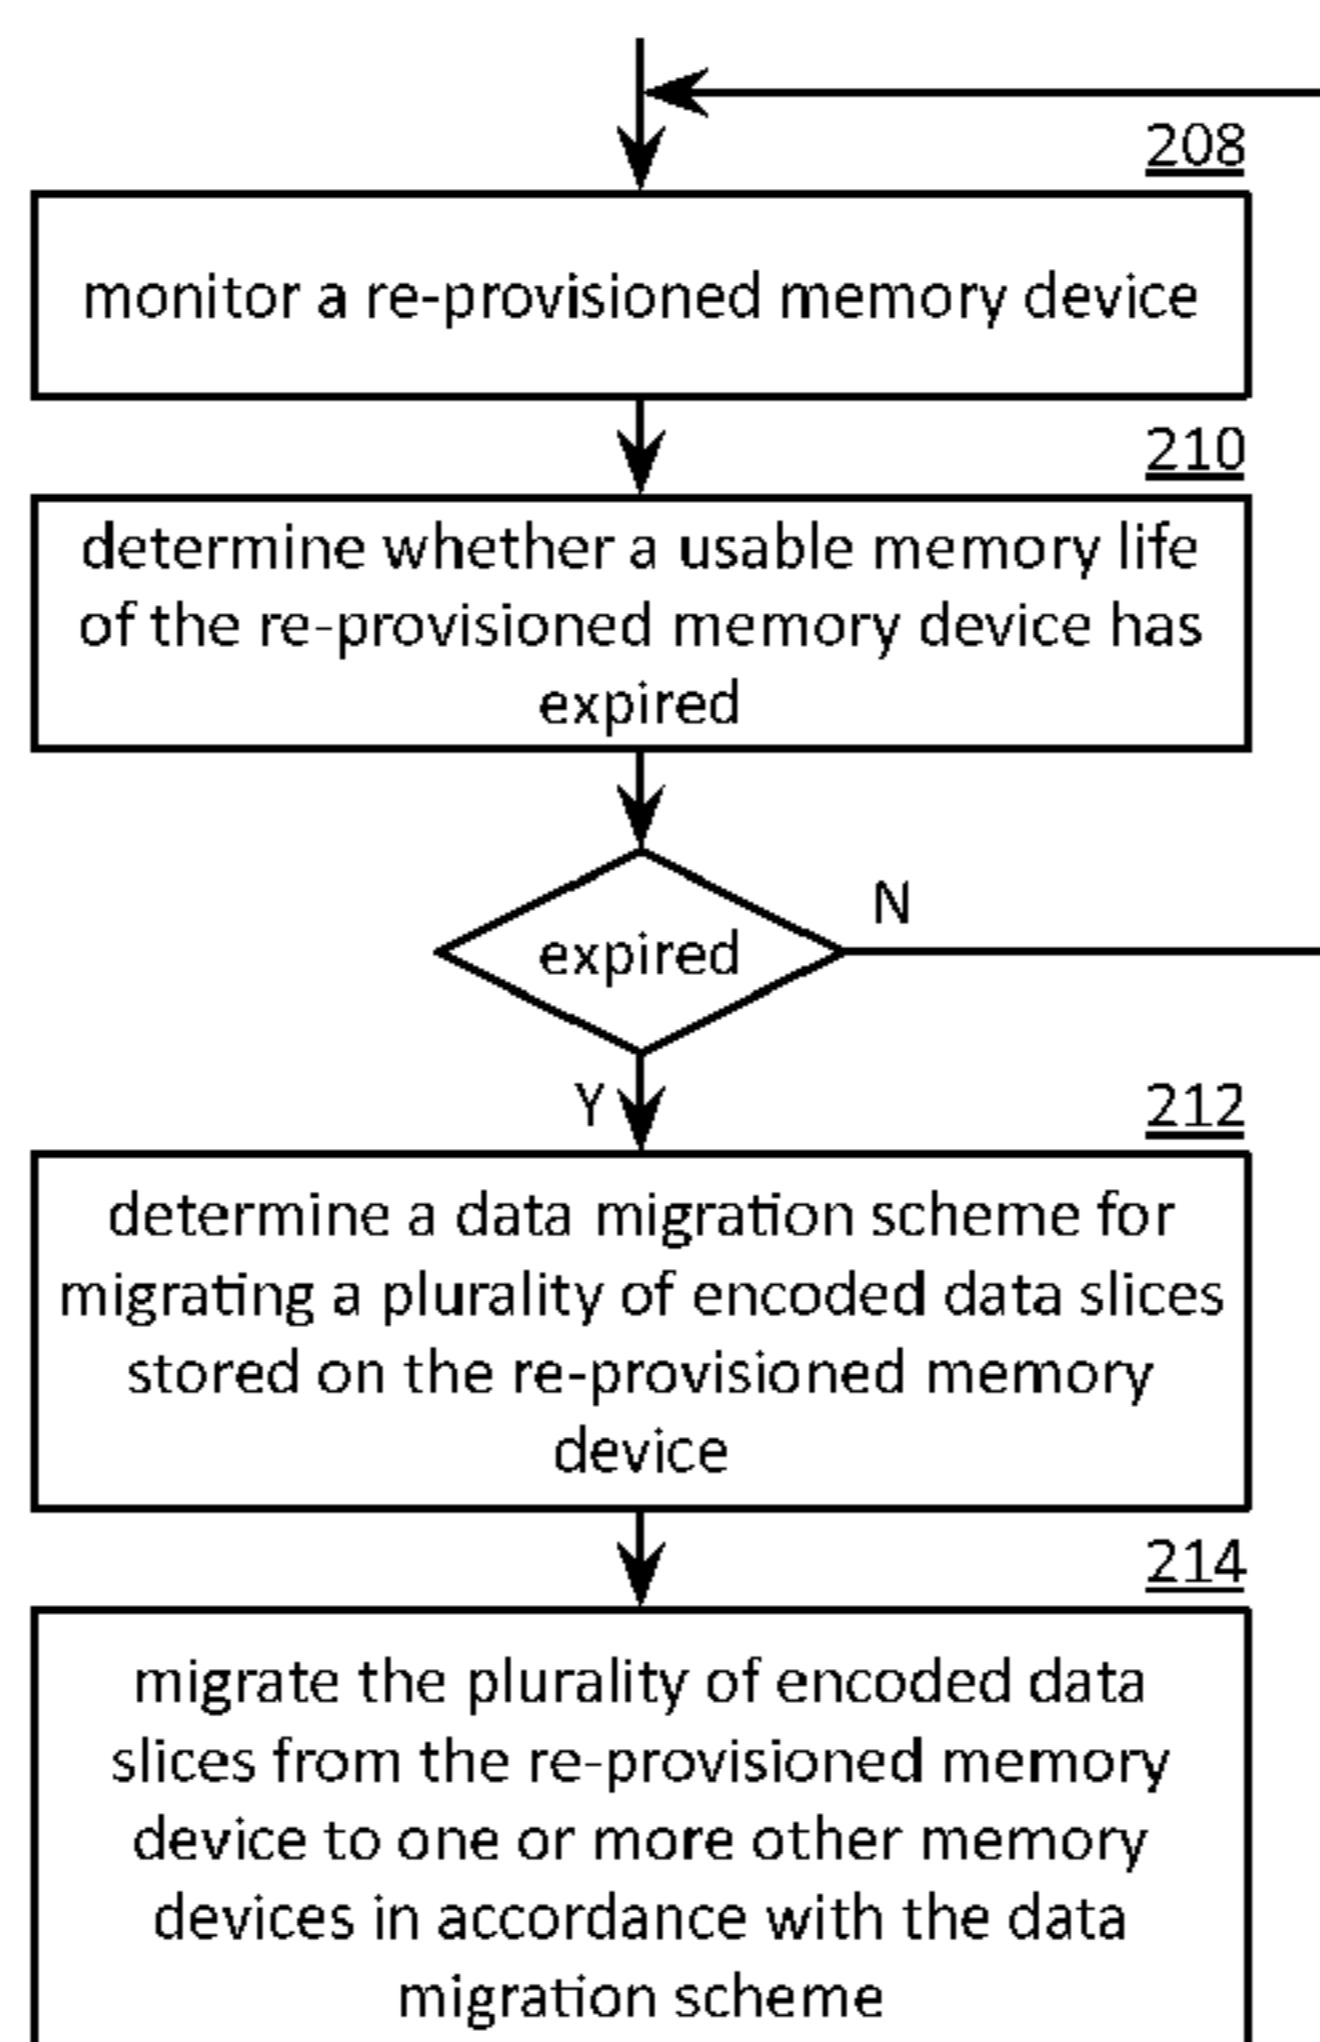 208
monitor a re-provisioned memory device
210
determine whether a usable memory life
of the re-provisioned memory device has
expired
expired
N
Y
212
determine a data migration scheme for
migrating a plurality of encoded data slices
stored on the re-provisioned memory
device
214
migrate the plurality of encoded data
slices from the re-provisioned memory
device to one or more other memory
devices in accordance with the data
migration scheme